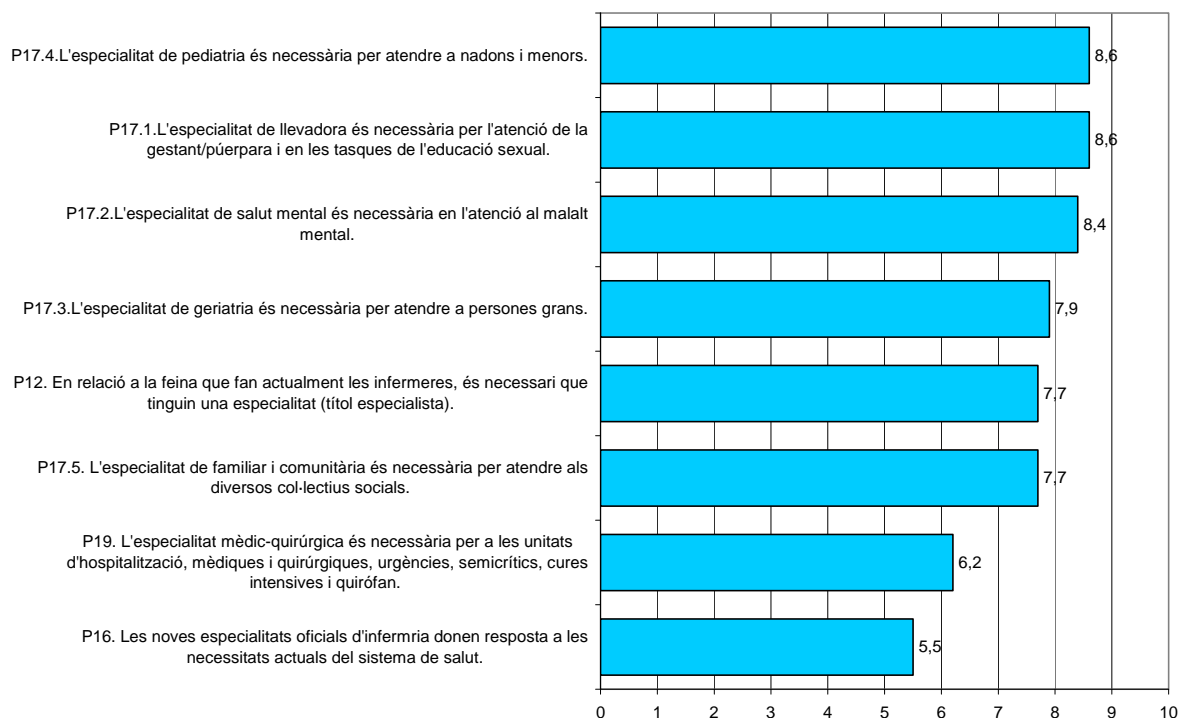 P17.4.L'especialitat de pediatria és necessària per atendre a nadons i menors.
8,6
P17.1.L'especialitat de llevadora és necessària per l'atenció de la
gestant/púerpara i en les tasques de l'educació sexual.
8,6
P17.2.L'especialitat de salut mental és necessària en l'atenció al malalt
mental.
8,4
P17.3.L'especialitat de geriatria és necessària per atendre a persones grans.
7,9
P12. En relació a la feina que fan actualment les infermeres, és necessari que
tinguin una especialitat (títol especialista).
7,7
P17.5. L'especialitat de familiar i comunitària és necessària per atendre als
diversos col·lectius socials.
7,7
P19. L'especialitat mèdic-quirúrgica és necessària per a les unitats
d'hospitalització, mèdiques i quirúrgiques, urgències, semicrítics, cures
intensives i quirófan.
6,2
P16. Les noves especialitats oficials d'infermria donen resposta a les
necessitats actuals del sistema de salut.
5,5
0 1 2 3 4 5 6 7 8 9 10